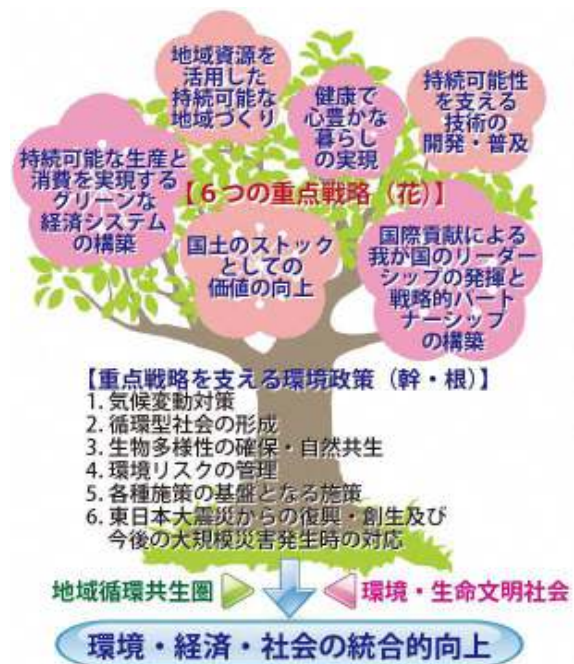 地域資源を
活用した
持続可能な
地域づくり
健康で
心豊かな
暮らし
の実現
持続可能性
を支える
技術の
開発・普及
持続可能な生産と
消費を実現する
グリーンな
経済システム
の構築
【６つの重点戦略（花）】
国土のストック
としての
価値の向上
国際貢献による
我が国のリーダー
シップの発揮と
戦略的パート
ナーシップ
の構築
【重点戦略を支える環境政策（幹・根）】
1. 気候変動対策
2. 循環型社会の形成
3. 生物多様性の確保・自然共生
4. 環境リスクの管理
5. 各種施策の基盤となる施策
6. 東日本大震災からの復興・創生及び
今後の大規模災害発生時の対応
地域循環共生圏
環境・生命文明社会
環境・経済・社会の統合的向上